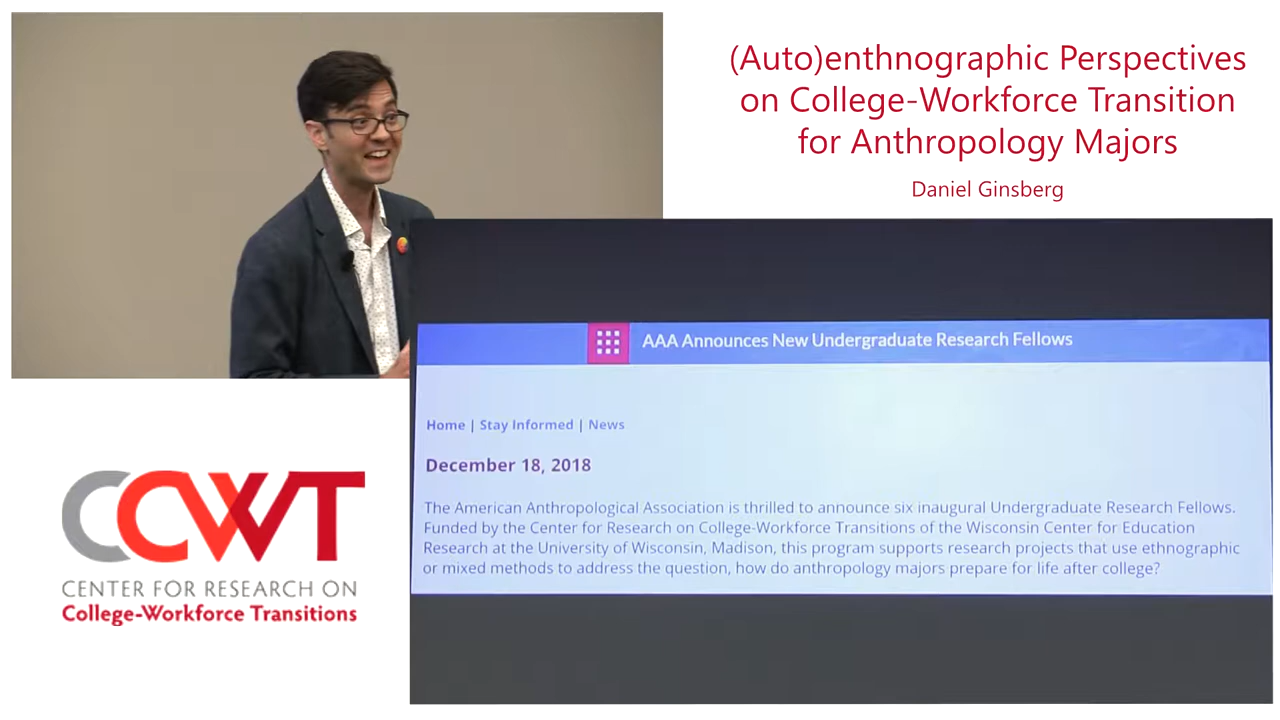 (Auto)enthnographic Perspectives
on College-Workforce Transition
for Anthropology Majors
Daniel Ginsberg
AAA Announces New Undergraduate Research Fellows
Home | Stay Informed | News
December 18, 2018
The American Anthropological Association is thrilled to announce six inaugural Undergraduate Research Fellows.
Funded by the Center for Research on College-Workforce Transitions of the Wisconsin Center for Education
Research at the University of Wisconsin, Madison, this program supports research projects that use ethnographic
or mixed methods to address the question, how do anthropology majors prepare for life after college?
CCWT
CENTER FOR RESEARCH ON
College-Workforce Transitions